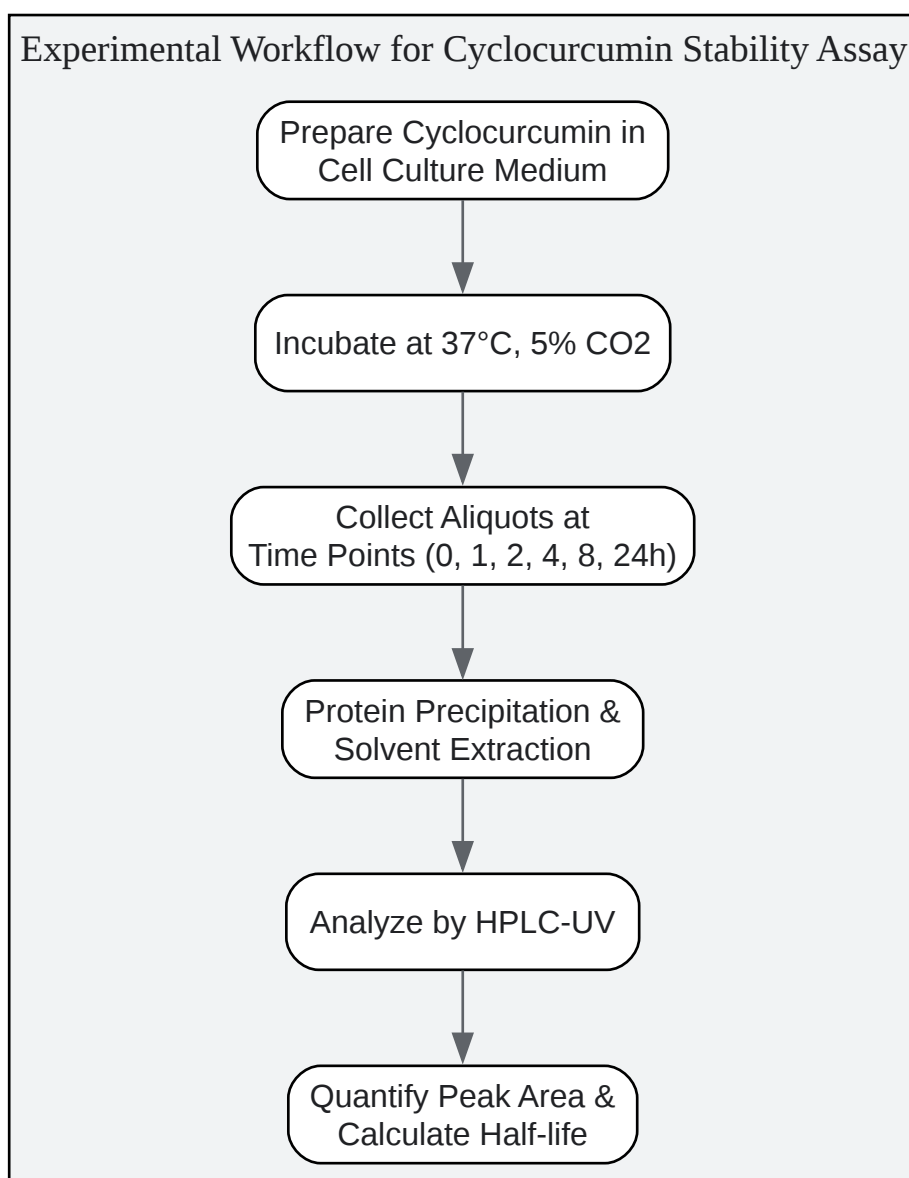 Experimental Workflow for Cyclocurcumin Stability Assay
Prepare Cyclocurcumin in
Cell Culture Medium
Incubate at 37°C, 5% CO2
Collect Aliquots at
Time Points (0, 1, 2, 4, 8, 24h)
Protein Precipitation &
Solvent Extraction
Analyze by HPLC-UV
Quantify Peak Area &
Calculate Half-life